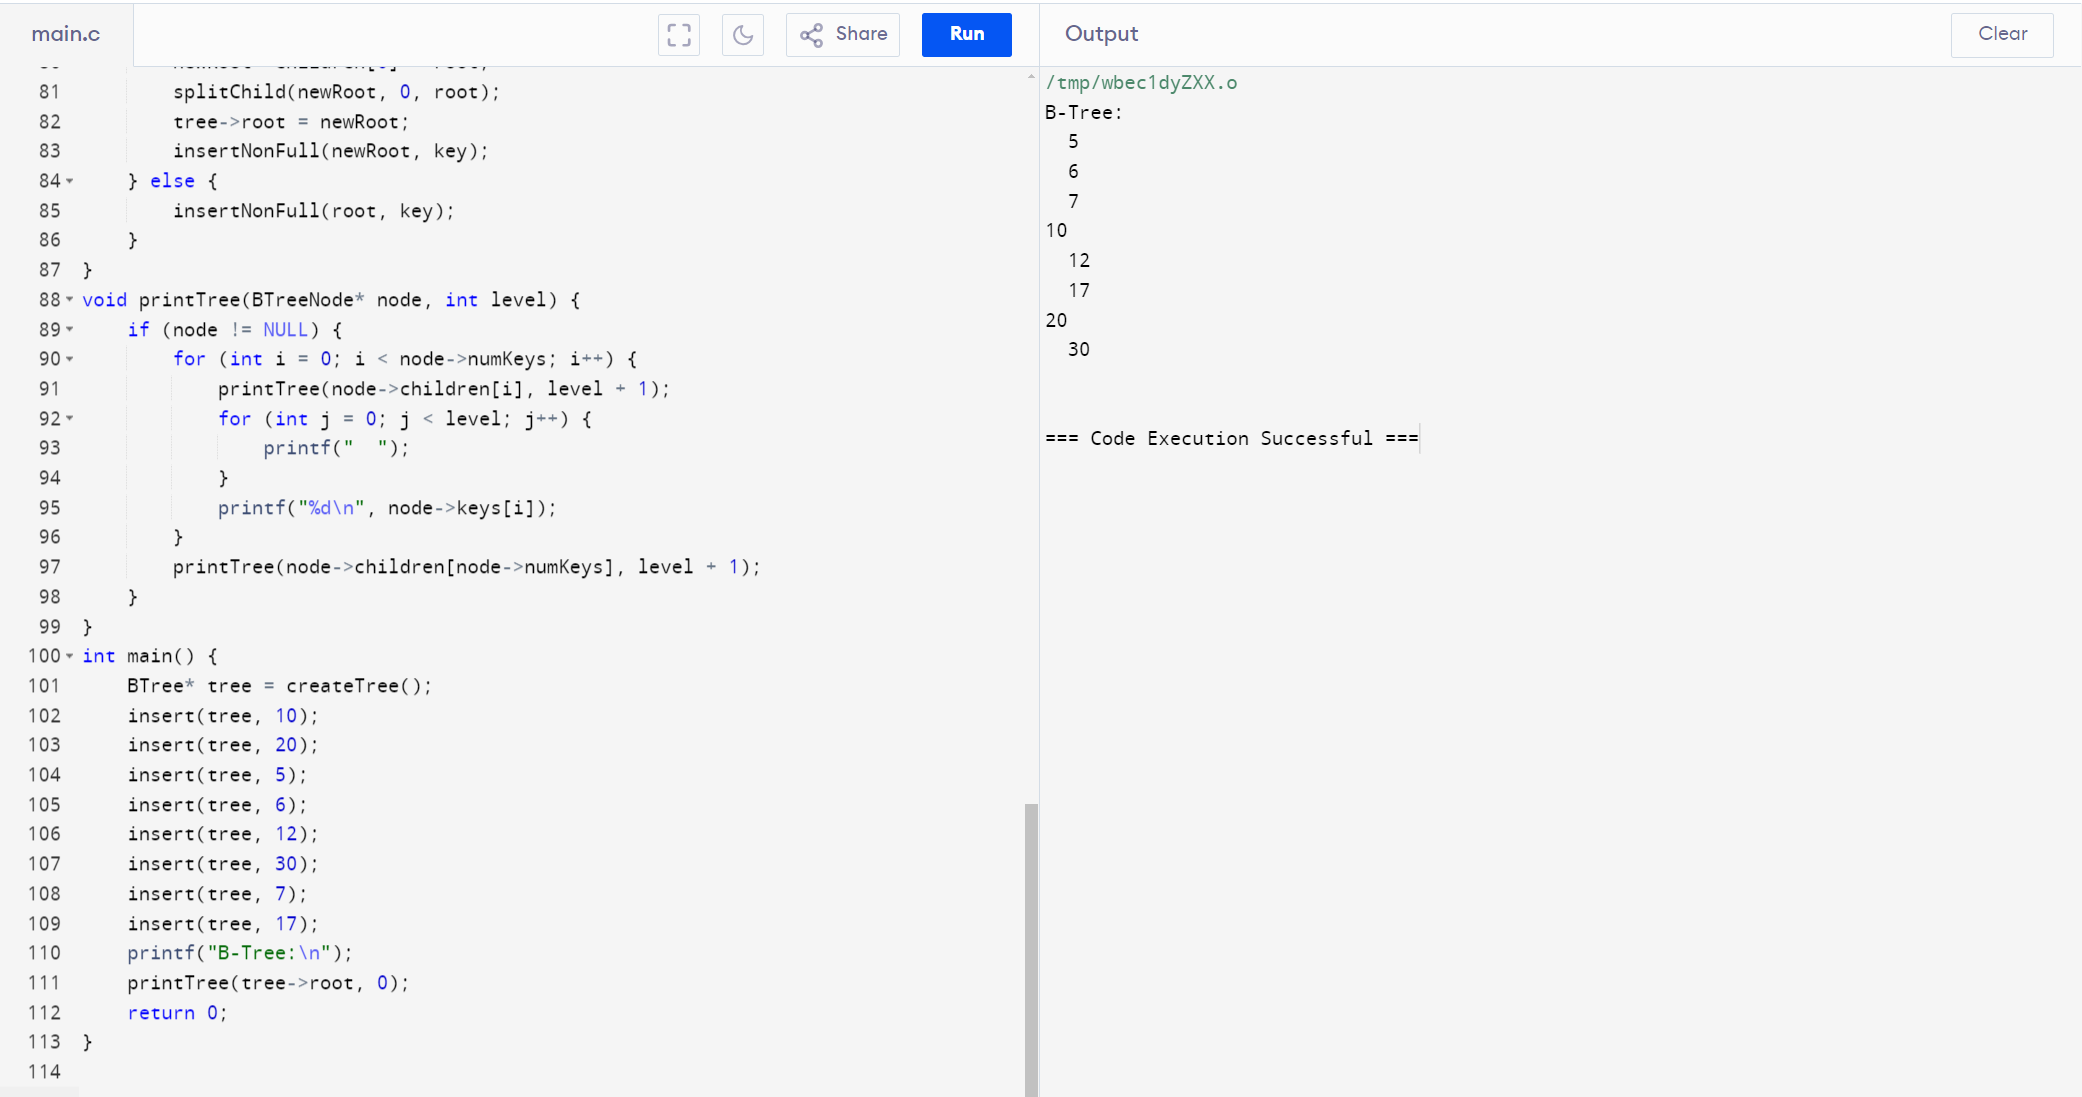 main.c
Share
Run
Output
Clear
81 splitChild(newRoot, 0, root);
82 tree->root = newRoot;
83 insertNonFull(newRoot, key);
84 } else {
85 insertNonFull(root, key);
86 }
87 }
88 void printTree(BTreeNode* node, int level) {
89 if (node != NULL) {
90 for (int i = 0; i < node->numKeys; i++) {
91 printTree(node->children[i], level + 1);
92 for (int j = 0; j < level; j++) {
93 printf("  ");
94 }
95 printf("%d\n", node->keys[i]);
96 }
97 printTree(node->children[node->numKeys], level + 1);
98 }
99 }
100 int main() {
101 BTree* tree = createTree();
102 insert(tree, 10);
103 insert(tree, 20);
104 insert(tree, 5);
105 insert(tree, 6);
106 insert(tree, 12);
107 insert(tree, 30);
108 insert(tree, 7);
109 insert(tree, 17);
110 printf("B-Tree:\n");
111 printTree(tree->root, 0);
112 return 0;
113 }
114
/tmp/wbec1dyZXX.o
B-Tree:
5
6
7
10
12
17
20
30
=== Code Execution Successful ===